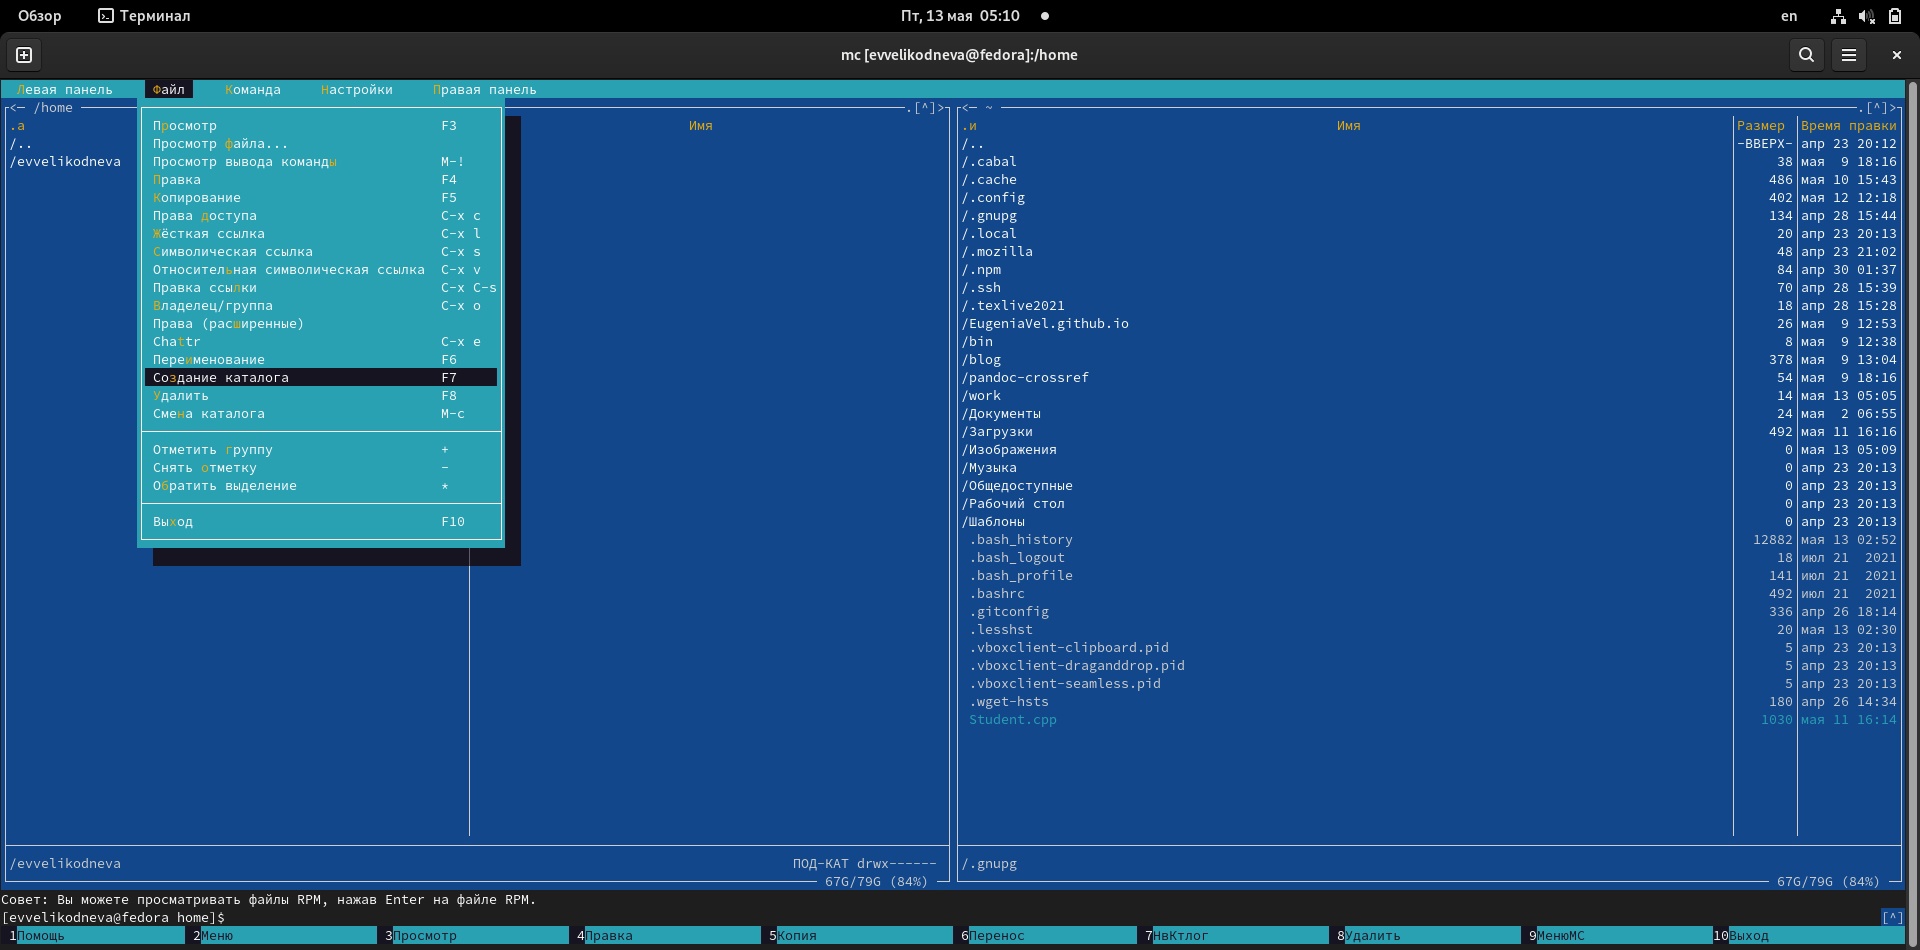 Обзор Терминал Пт, 13 мая 05:10 en
mc [evvelikodneva@fedora]:/home
Левая панель Файл Команда Настройки Правая панель
<─ /home .[^]>
.а Имя
/..
/evvelikodneva
Просмотр F3
Просмотр файла...
Просмотр вывода команды M-!
Правка F4
Копирование F5
Права доступа C-x c
Жёсткая ссылка C-x l
Символическая ссылка C-x s
Относительная символическая ссылка C-x v
Правка ссылки C-x C-s
Владелец/группа C-x o
Права (расширенные)
Chattr C-x e
Переименование F6
Создание каталога F7
Удалить F8
Смена каталога M-c
Отметить группу +
Снять отметку -
Обратить выделение *
Выход F10
<─ ~ .[^]>
.и Имя Размер Время правки
/.. -ВВЕРХ- апр 23 20:12
/.cabal 38 мая 9 18:16
/.cache 486 мая 10 15:43
/.config 402 мая 12 12:18
/.gnupg 134 апр 28 15:44
/.local 20 апр 23 20:13
/.mozilla 48 апр 23 21:02
/.npm 84 апр 30 01:37
/.ssh 70 апр 28 15:39
/.texlive2021 18 апр 28 15:28
/EugeniaVel.github.io 26 мая 9 12:53
/bin 8 мая 9 12:38
/blog 378 мая 9 13:04
/pandoc-crossref 54 мая 9 18:16
/work 14 мая 13 05:05
/Документы 24 мая 2 06:55
/Загрузки 492 мая 11 16:16
/Изображения 0 мая 13 05:09
/Музыка 0 апр 23 20:13
/Общедоступные 0 апр 23 20:13
/Рабочий стол 0 апр 23 20:13
/Шаблоны 0 апр 23 20:13
.bash_history 12882 мая 13 02:52
.bash_logout 18 июл 21 2021
.bash_profile 141 июл 21 2021
.bashrc 492 июл 21 2021
.gitconfig 336 апр 26 18:14
.lesshst 20 мая 13 02:30
.vboxclient-clipboard.pid 5 апр 23 20:13
.vboxclient-draganddrop.pid 5 апр 23 20:13
.vboxclient-seamless.pid 5 апр 23 20:13
.wget-hsts 180 апр 26 14:34
Student.cpp 1030 мая 11 16:14
/evvelikodneva ПОД-КАТ drwx------
67G/79G (84%)
/.gnupg
67G/79G (84%)
Совет: Вы можете просматривать файлы RPM, нажав Enter на файле RPM.
[evvelikodneva@fedora home]$ [^]
1Помощь 2Меню 3Просмотр 4Правка 5Копия 6Перенос 7НвКтлог 8Удалить 9МенюMC 10Выход